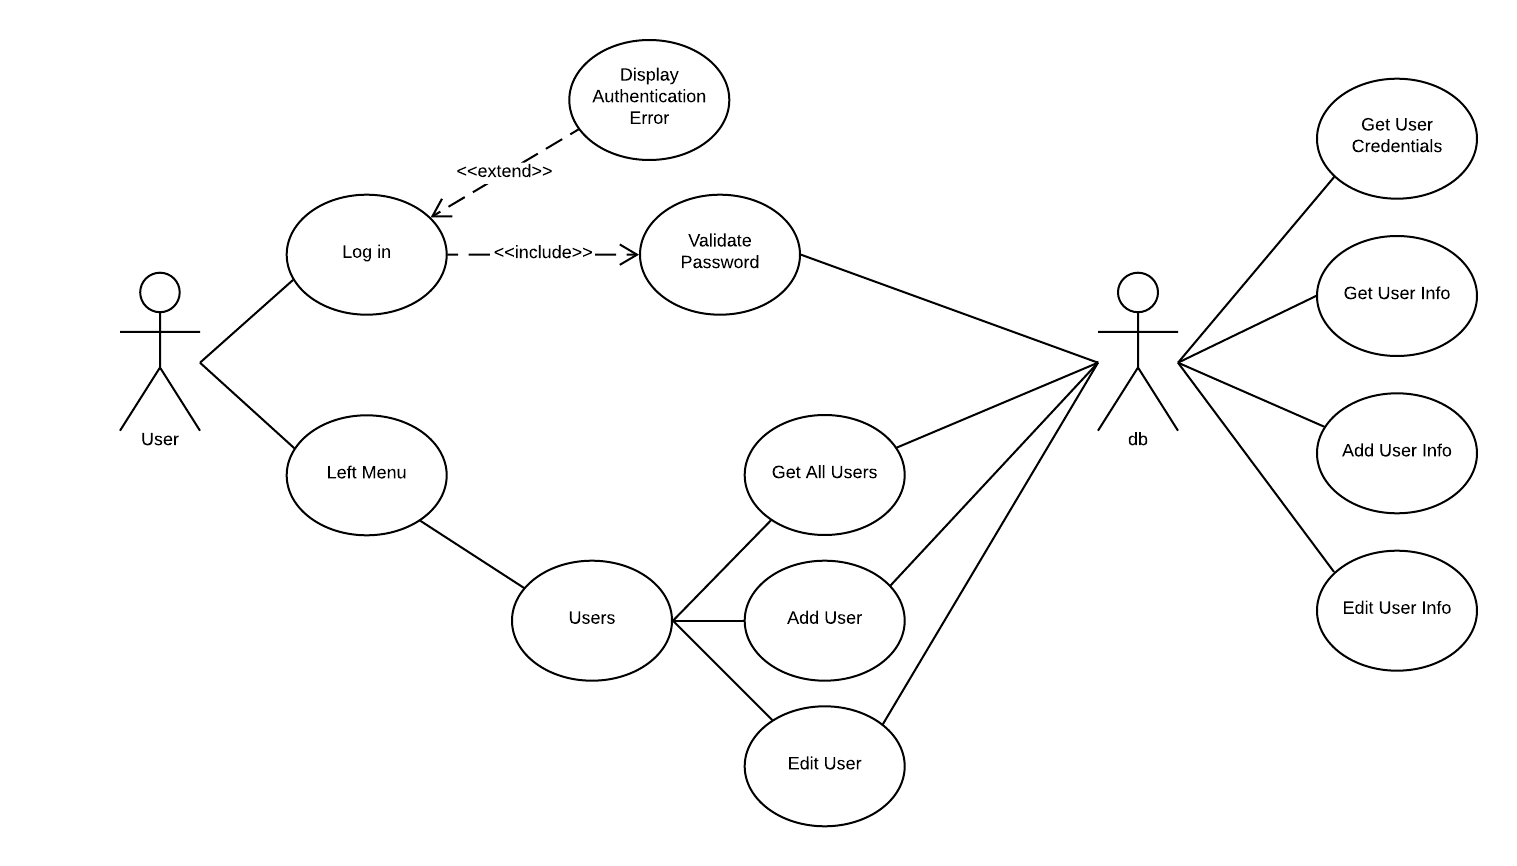 Display
Authentication
Error
<<extend>>
Log in
<<include>>
Validate
Password
User
Left Menu
Users
Get All Users
Add User
Edit User
db
Get User
Credentials
Get User Info
Add User Info
Edit User Info